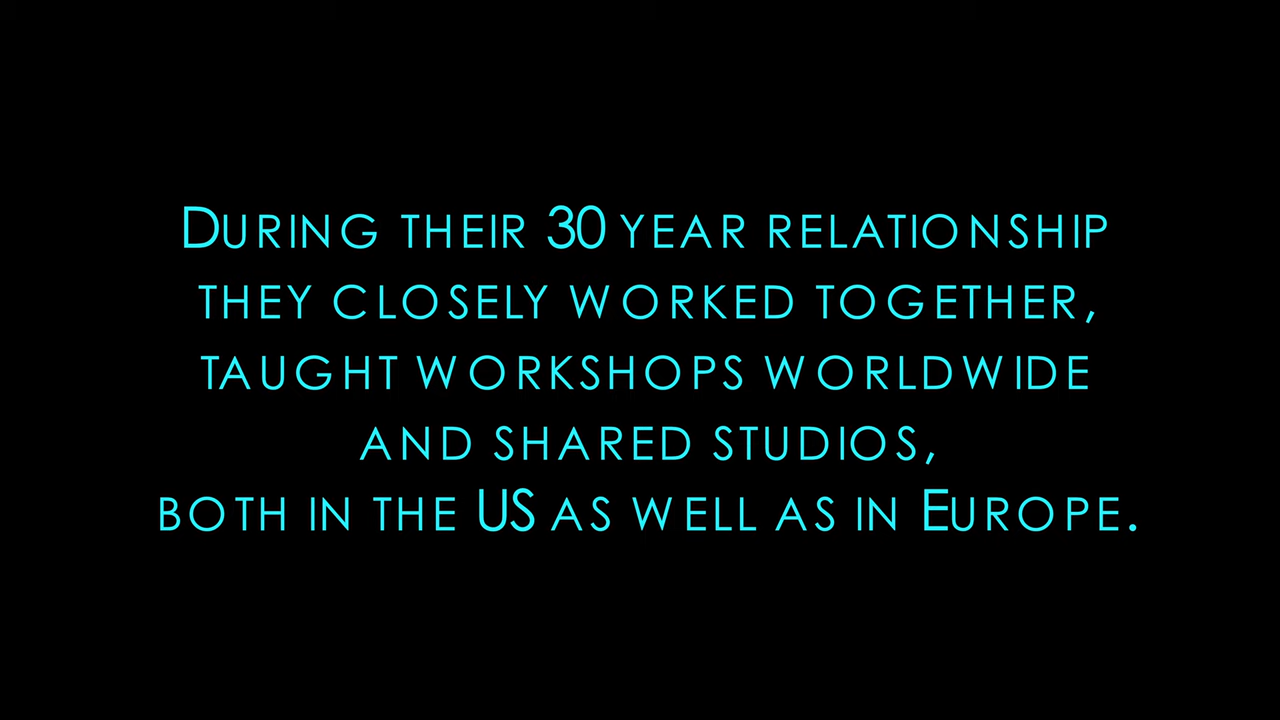 During their 30 year relationship
they closely worked together,
taught workshops worldwide
and shared studios,
both in the US as well as in Europe.